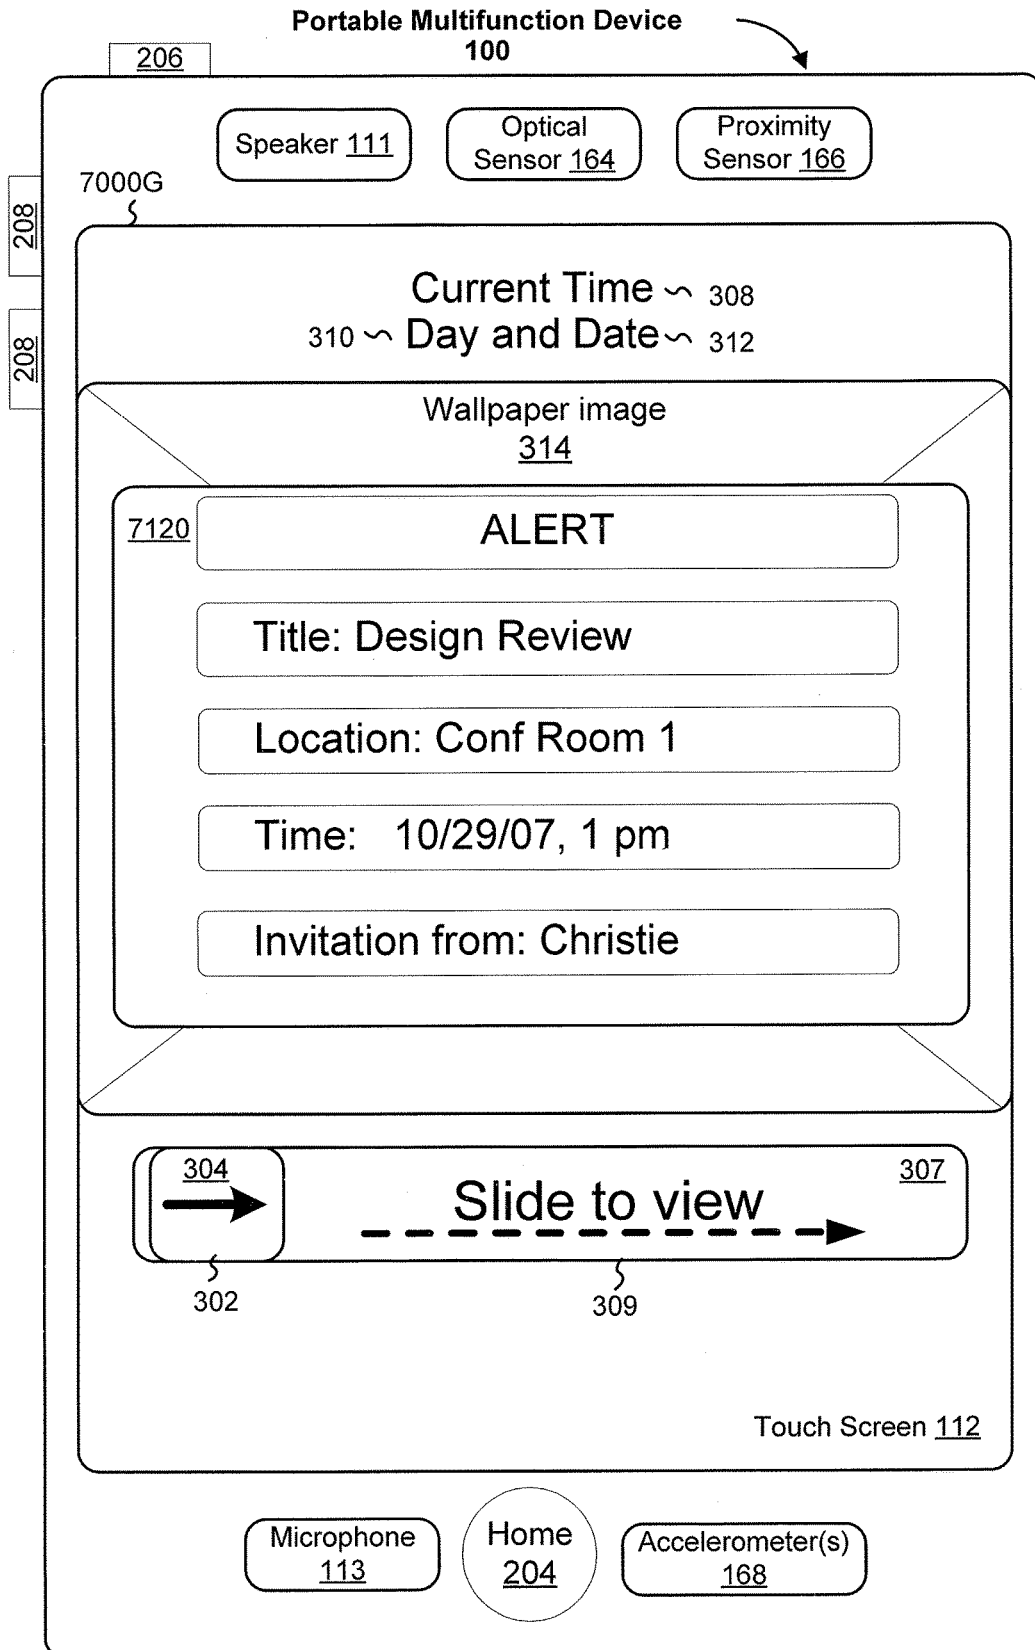 Portable Multifunction Device
100
206
Speaker 111
Optical
Sensor 164
Proximity
Sensor 166
7000G
208
208
Current Time 308
310 Day and Date 312
Wallpaper image
314
7120
ALERT
Title: Design Review
Location: Conf Room 1
Time: 10/29/07, 1 pm
Invitation from: Christie
304
Slide to view
307
302
309
Touch Screen 112
Microphone
113
Home
204
Accelerometer(s)
168